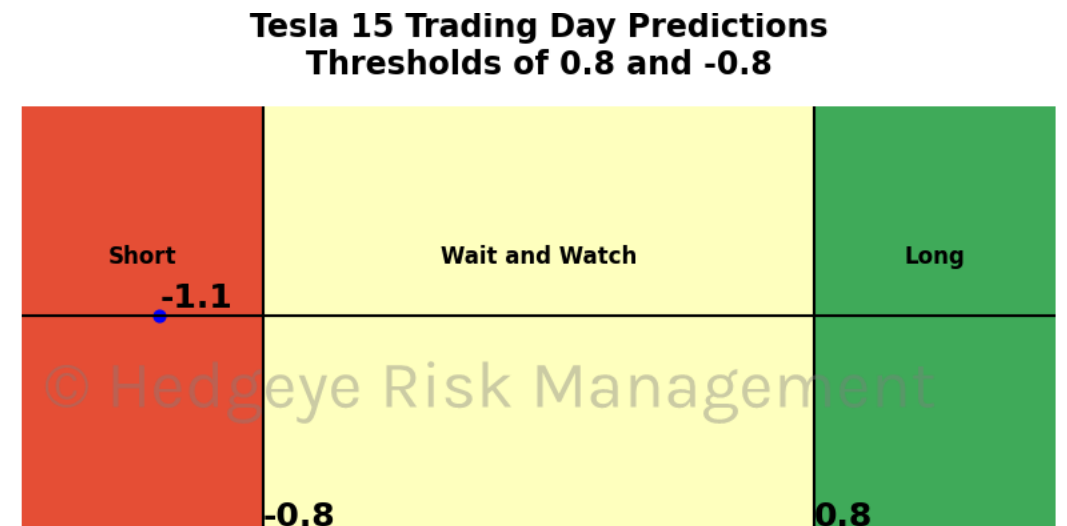 Tesla 15 Trading Day Predictions
Thresholds of 0.8 and -0.8
Short
Wait and Watch
Long
-1.1
© Hedgeye Risk Management
-0.8
0.8